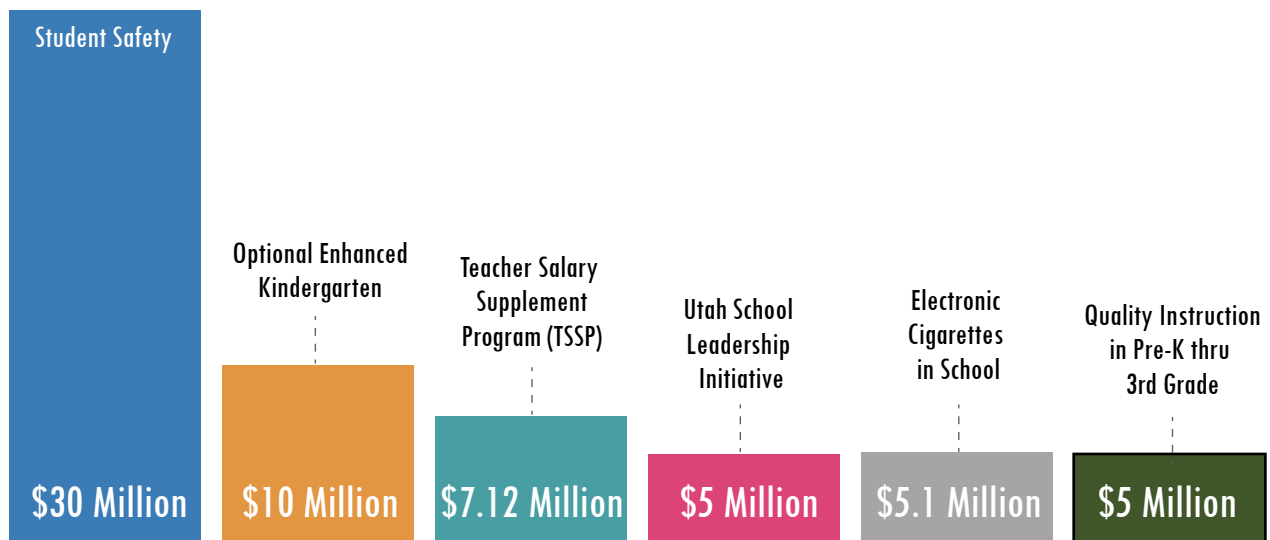 Student Safety
$30 Million
Optional Enhanced
Kindergarten
$10 Million
Teacher Salary
Supplement
Program (TSSP)
$7.12 Million
Utah School
Leadership
Initiative
$5 Million
Electronic
Cigarettes
in School
$5.1 Million
Quality Instruction
in Pre-K thru
3rd Grade
$5 Million